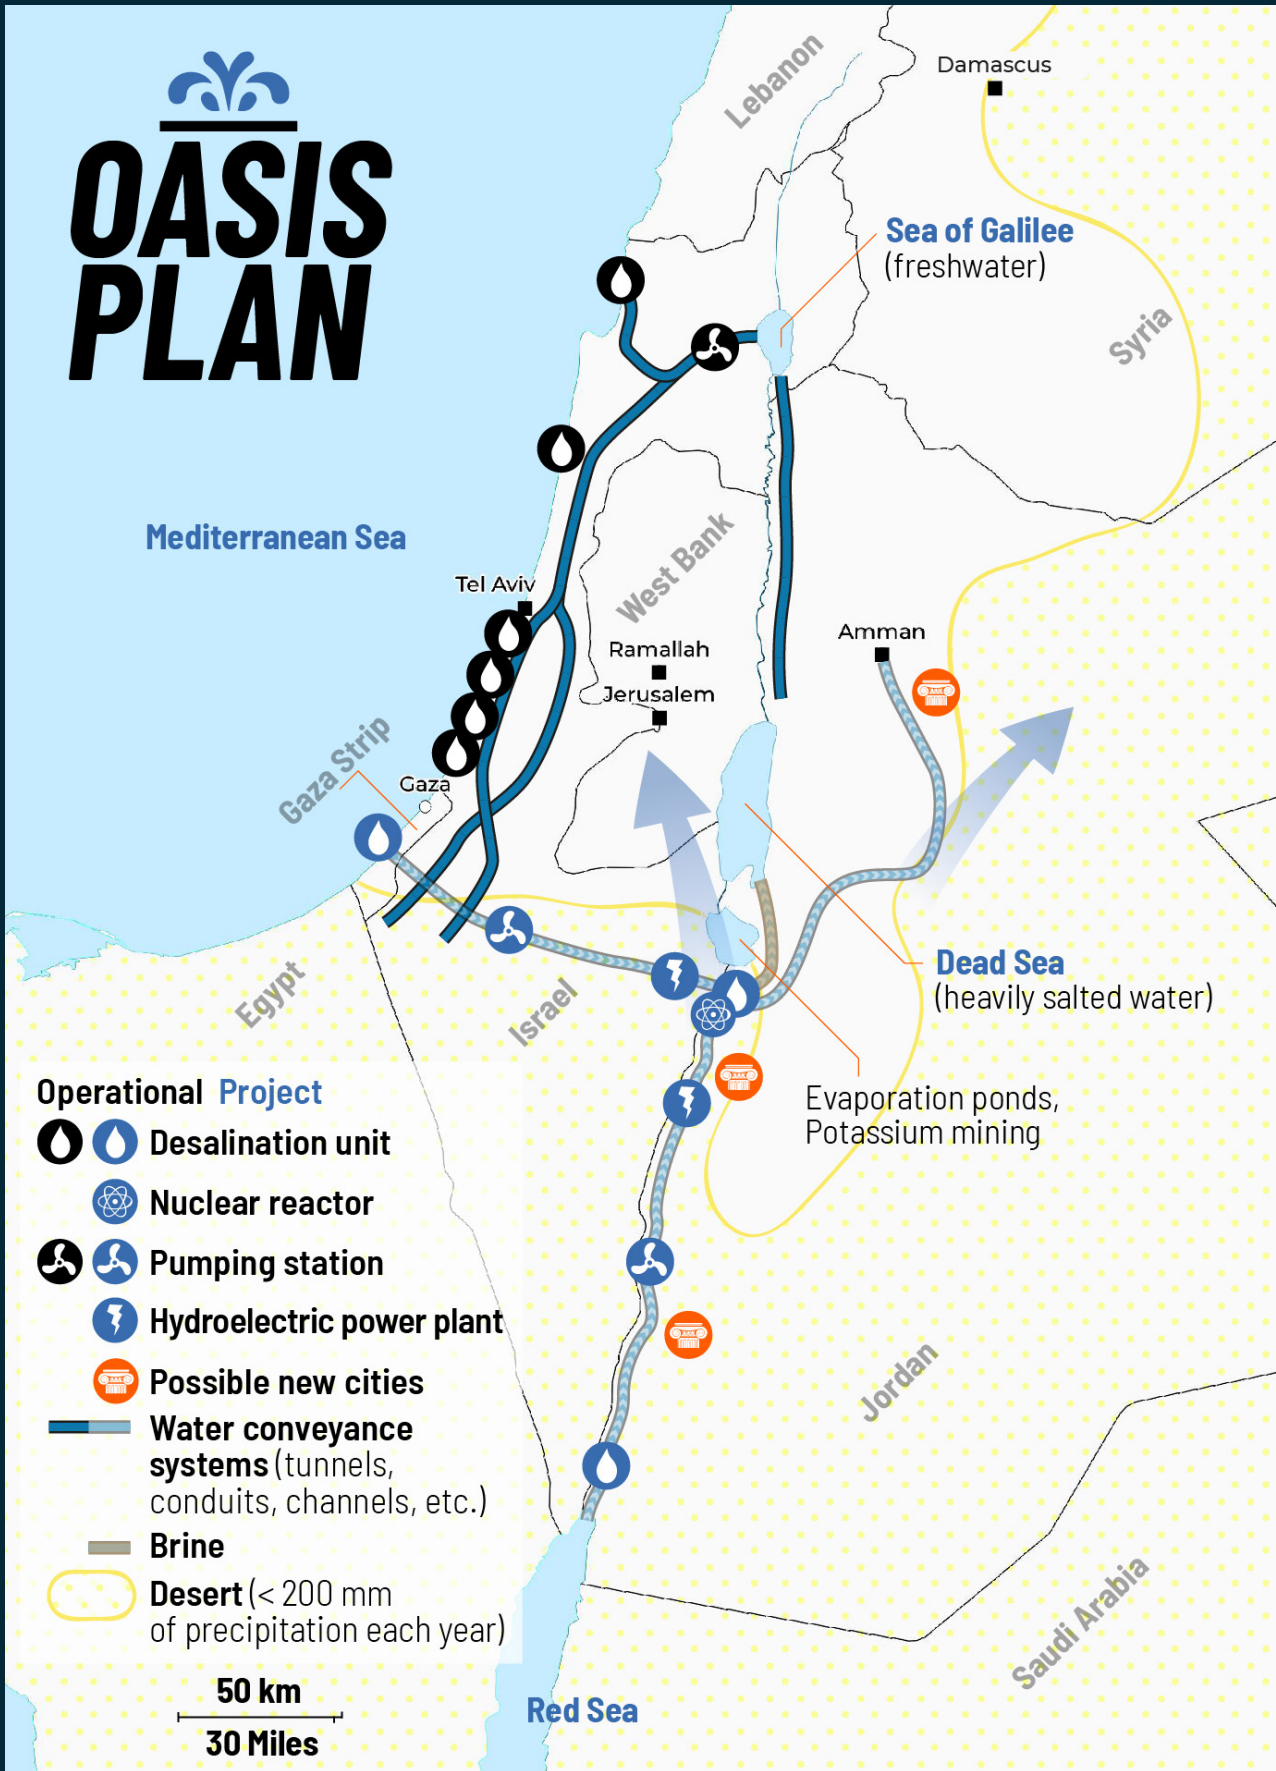 OASIS
PLAN
Lebanon
Damascus
Sea of Galilee
(freshwater)
Syria
Mediterranean Sea
Tel Aviv
West Bank
Amman
Ramallah
Jerusalem
Gaza Strip
Gaza
Dead Sea
(heavily salted water)
Egypt
Israel
Evaporation ponds,
Potassium mining
Operational Project
Desalination unit
Nuclear reactor
Pumping station
Hydroelectric power plant
Possible new cities
Water conveyance
systems (tunnels,
conduits, channels, etc.)
Brine
Desert (< 200 mm
of precipitation each year)
Jordan
Saudi Arabia
50 km
30 Miles
Red Sea